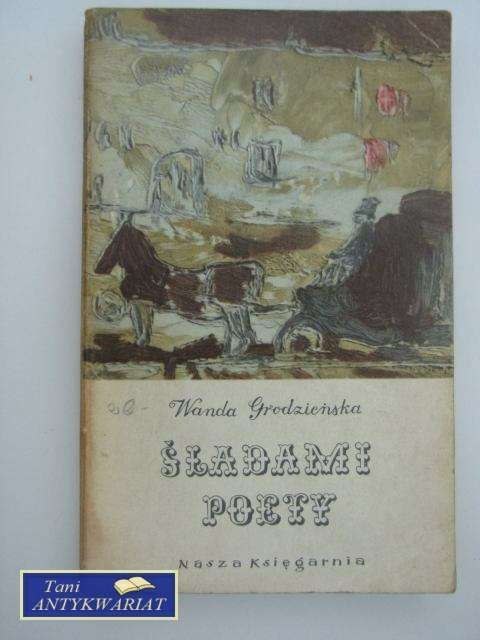 Wanda Grodzieńska
ŚLADAMI
POETY
Nasza Księgarnia
Tani
ANTYKWARIAT